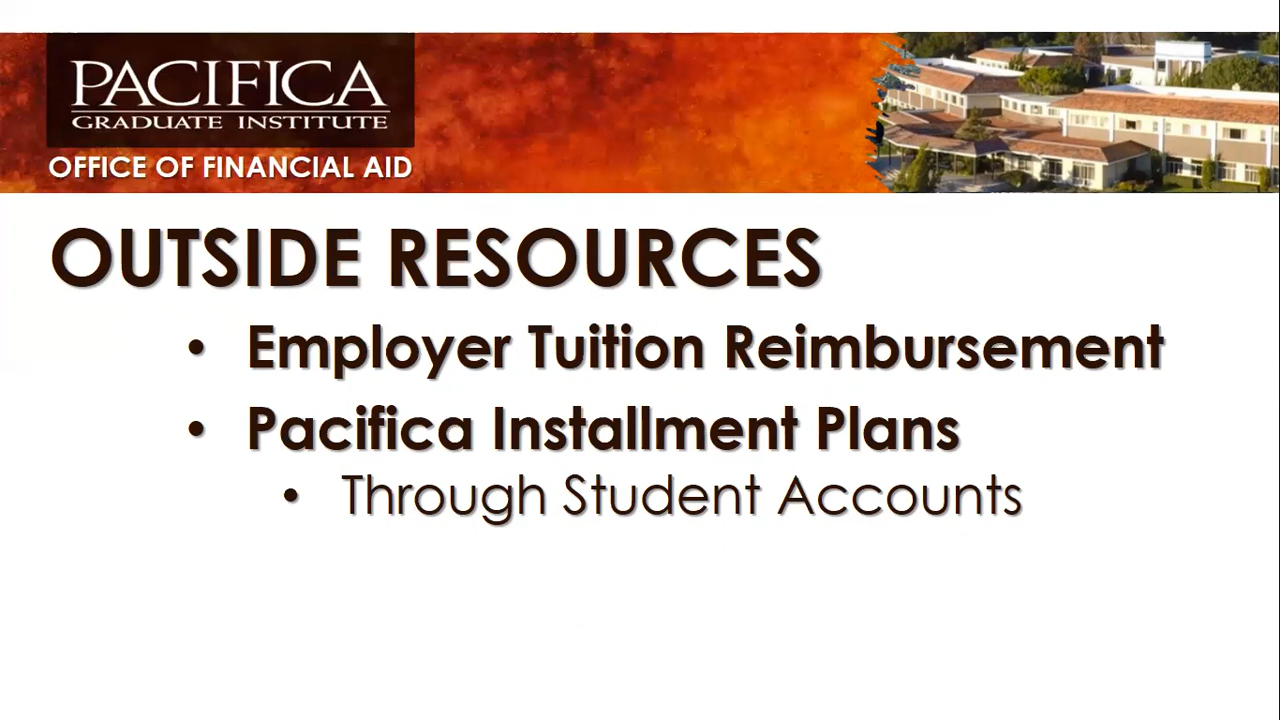 PACIFICA
GRADUATE INSTITUTE
OFFICE OF FINANCIAL AID
OUTSIDE RESOURCES
• Employer Tuition Reimbursement
• Pacifica Installment Plans
• Through Student Accounts